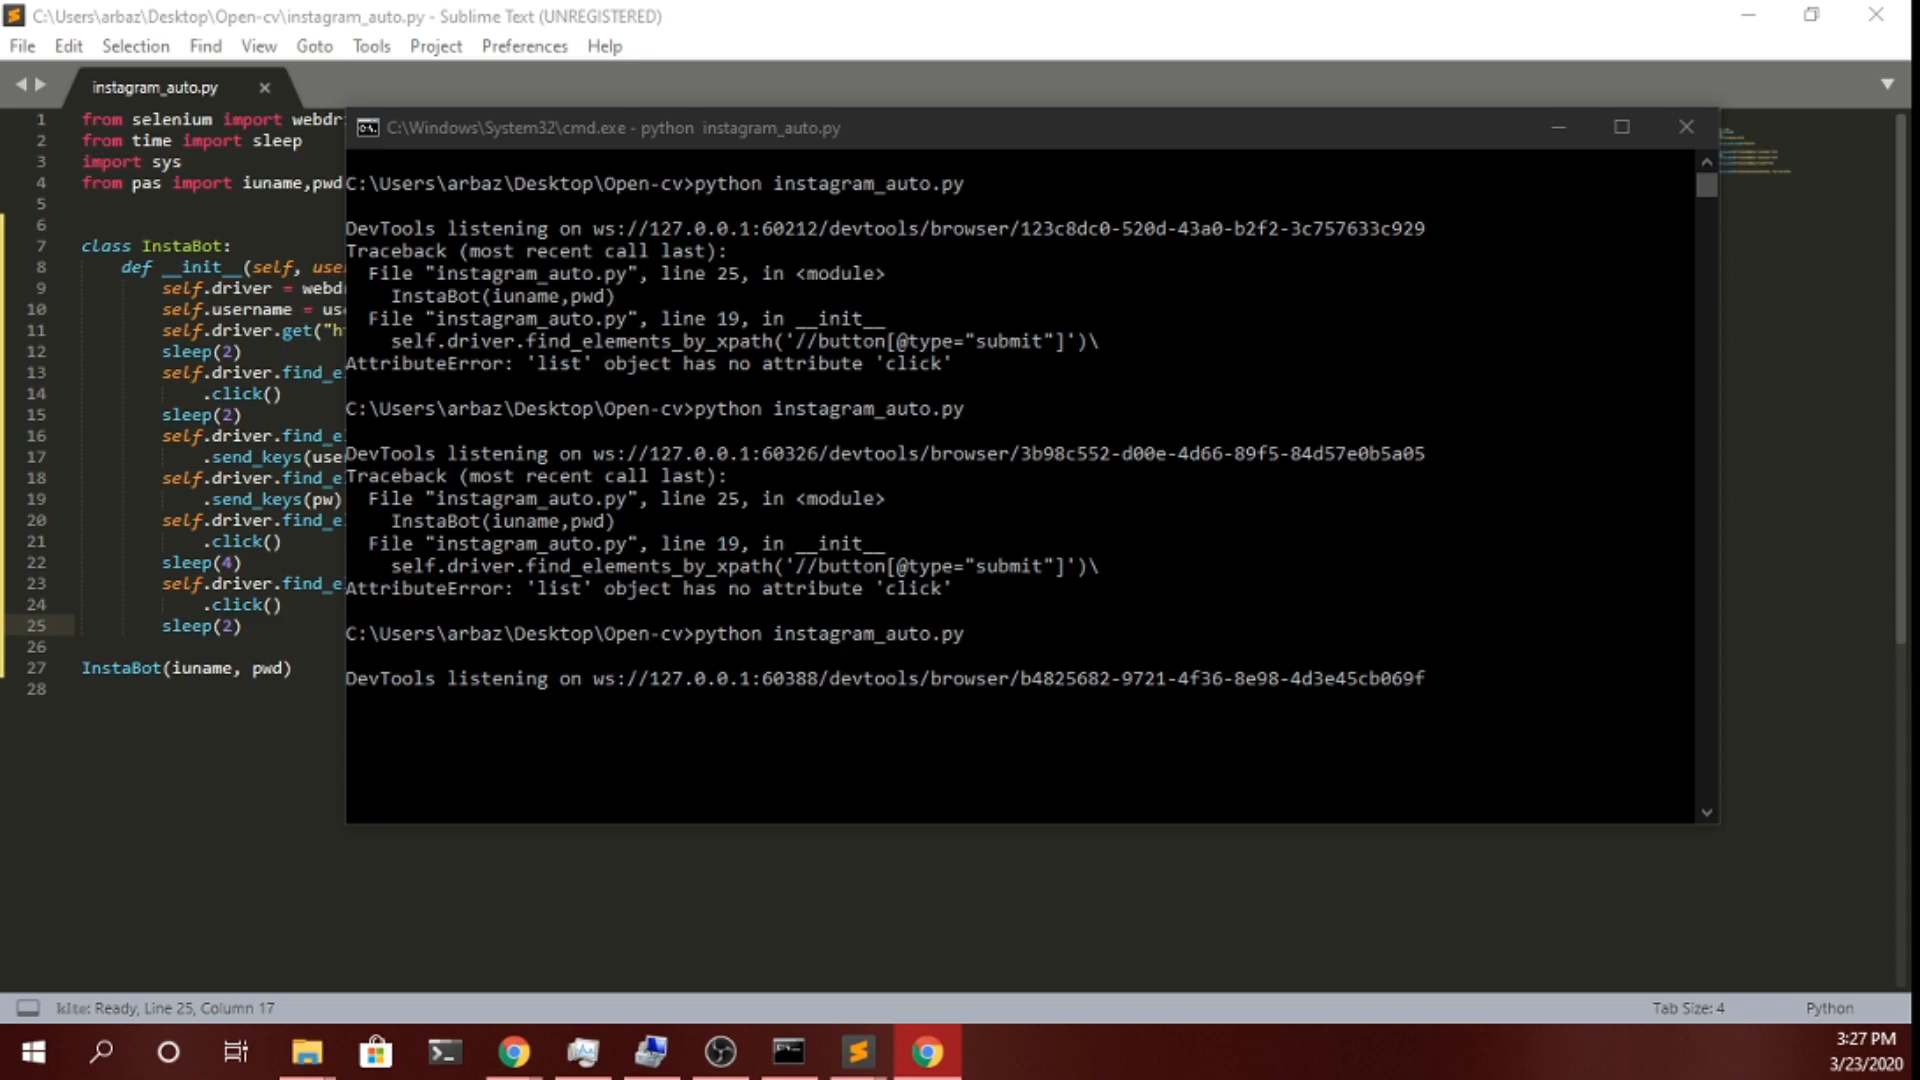 C:\Users\arbaz\Desktop\Open-cv\instagram_auto.py - Sublime Text (UNREGISTERED)
File Edit Selection Find View Goto Tools Project Preferences Help
instagram_auto.py
1 from selenium import webdr
2 from time import sleep
3 import sys
4 from pas import iuname,pwd
5
6
7 class InstaBot:
8 def __init__(self, use
9 self.driver = webd
10 self.username = us
11 self.driver.get("h
12 sleep(2)
13 self.driver.find_e
14 .click()
15 sleep(2)
16 self.driver.find_e
17 .send_keys(use
18 self.driver.find_e
19 .send_keys(pw)
20 self.driver.find_e
21 .click()
22 sleep(4)
23 self.driver.find_e
24 .click()
25 sleep(2)
26
27 InstaBot(iuname, pwd)
28
C:\Windows\System32\cmd.exe - python instagram_auto.py
C:\Users\arbaz\Desktop\Open-cv>python instagram_auto.py
DevTools listening on ws://127.0.0.1:60212/devtools/browser/123c8dc0-520d-43a0-b2f2-3c757633c929
Traceback (most recent call last):
File "instagram_auto.py", line 25, in <module>
InstaBot(iuname,pwd)
File "instagram_auto.py", line 19, in __init__
self.driver.find_elements_by_xpath('//button[@type="submit"]')\
AttributeError: 'list' object has no attribute 'click'
C:\Users\arbaz\Desktop\Open-cv>python instagram_auto.py
DevTools listening on ws://127.0.0.1:60326/devtools/browser/3b98c552-d00e-4d66-89f5-84d57e0b5a05
Traceback (most recent call last):
File "instagram_auto.py", line 25, in <module>
InstaBot(iuname,pwd)
File "instagram_auto.py", line 19, in __init__
self.driver.find_elements_by_xpath('//button[@type="submit"]')\
AttributeError: 'list' object has no attribute 'click'
C:\Users\arbaz\Desktop\Open-cv>python instagram_auto.py
DevTools listening on ws://127.0.0.1:60388/devtools/browser/b4825682-9721-4f36-8e98-4d3e45cb069f
kite: Ready, Line 25, Column 17
Tab Size: 4 Python
3:27 PM
3/23/2020